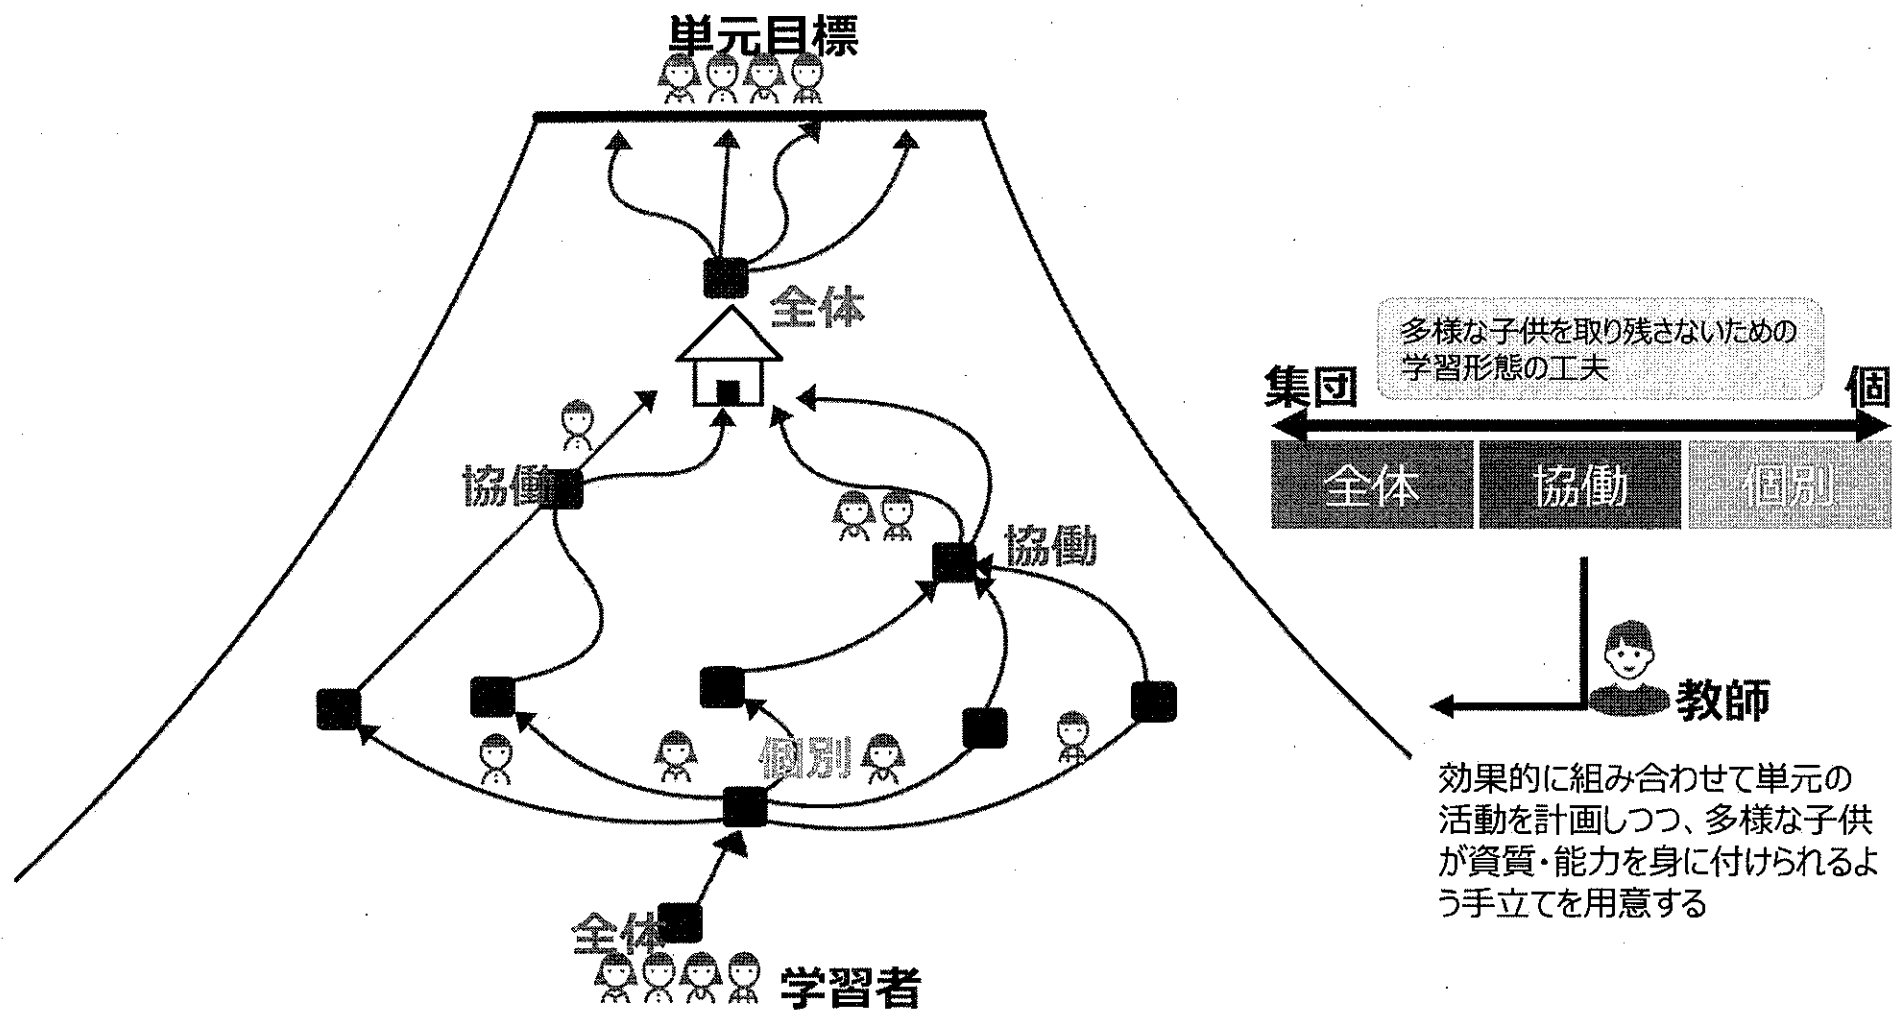 単元目標
全体
多様な子供を取り残さないための
学習形態の工夫
集団
個
全体
協働
個別
協働
協働
個別
教師
効果的に組み合わせて単元の
活動を計画しつつ、多様な子供
が資質・能力を身に付けられるよ
う手立てを用意する
全体
学習者